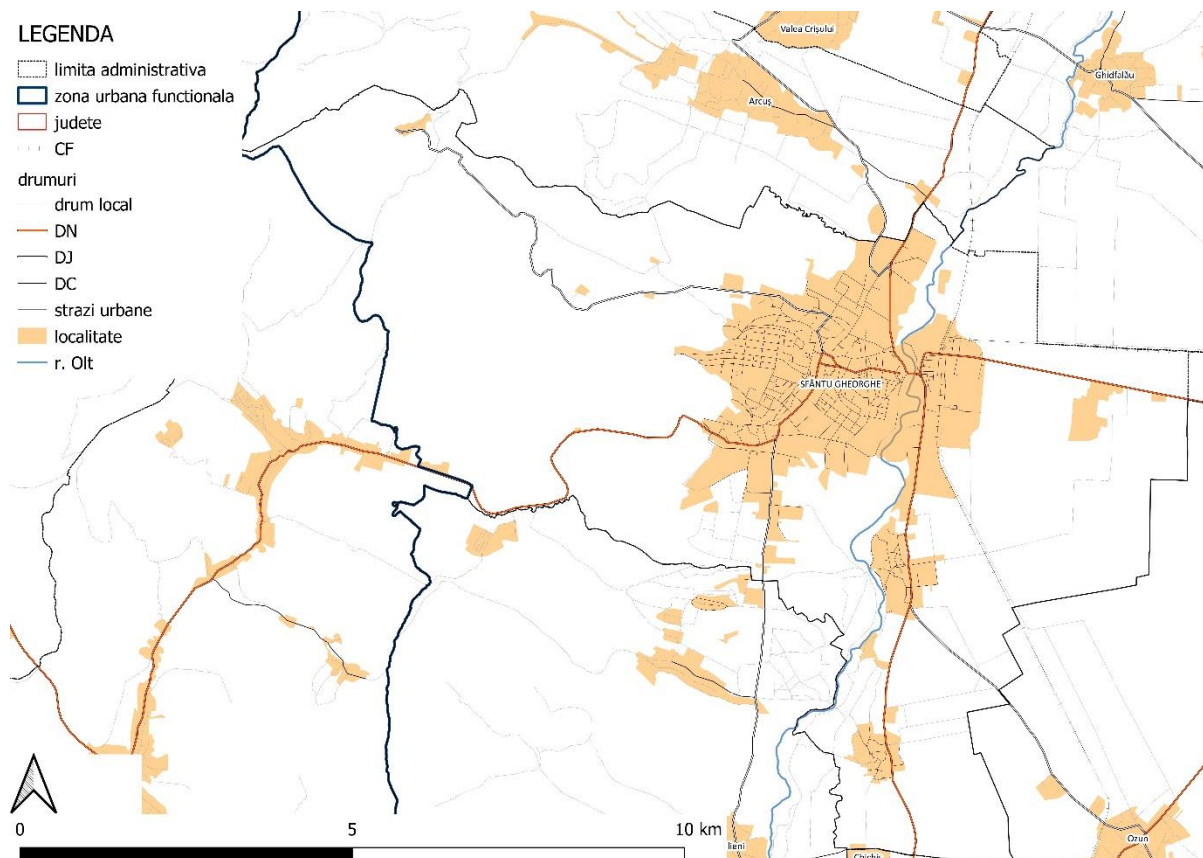 LEGENDA
limita administrativa
zona urbana functionala
judete
CF
drumuri
drum local
DN
DJ
DC
strazi urbane
localitate
r. Olt
Valea Crișului
Ghidfalău
Arcuș
SFÂNTU GHEORGHE
Ozun
Ilieni
Chichiș
0 5 10 km